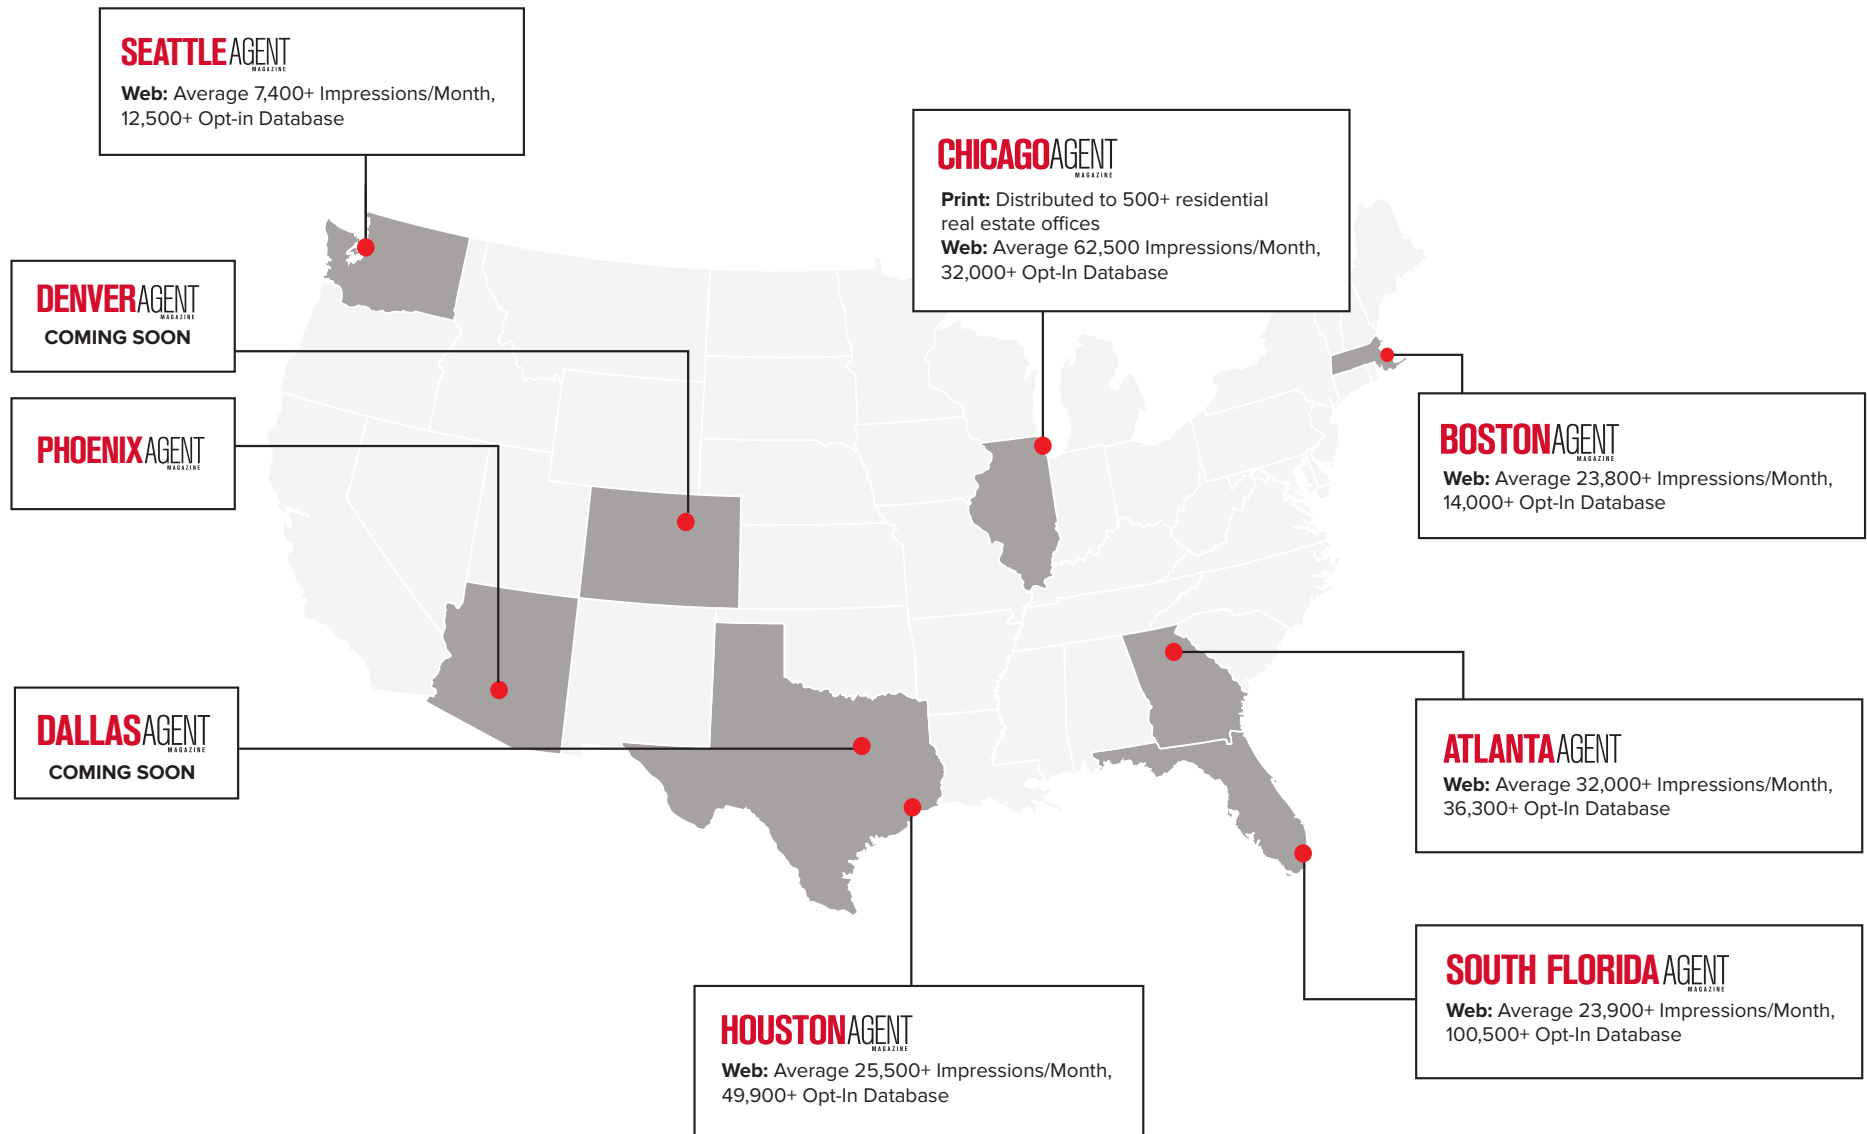 SEATTLE AGENT
MAGAZINE
Web: Average 7,400+ Impressions/Month,
12,500+ Opt-in Database
CHICAGOAGENT
MAGAZINE
Print: Distributed to 500+ residential
real estate offices
Web: Average 62,500 Impressions/Month,
32,000+ Opt-In Database
DENVERAGENT
MAGAZINE
COMING SOON
PHOENIXAGENT
MAGAZINE
BOSTONAGENT
MAGAZINE
Web: Average 23,800+ Impressions/Month,
14,000+ Opt-In Database
DALLASAGENT
MAGAZINE
COMING SOON
ATLANTAAGENT
Web: Average 32,000+ Impressions/Month,
36,300+ Opt-In Database
SOUTH FLORIDA AGENT
MAGAZINE
Web: Average 23,900+ Impressions/Month,
100,500+ Opt-In Database
HOUSTONAGENT
MAGAZINE
Web: Average 25,500+ Impressions/Month,
49,900+ Opt-In Database